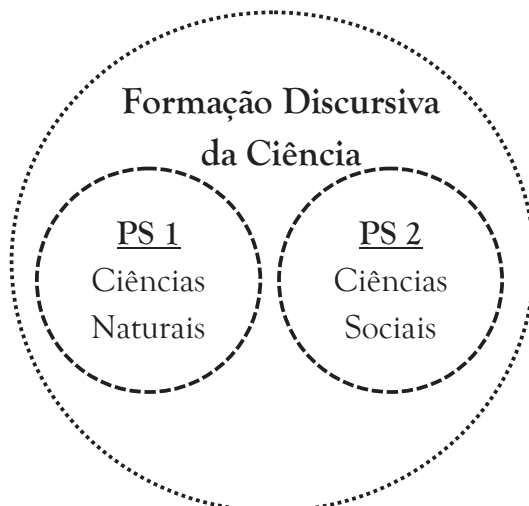 Formação Discursiva
da Ciência
PS 1
Ciências
Naturais
PS 2
Ciências
Sociais